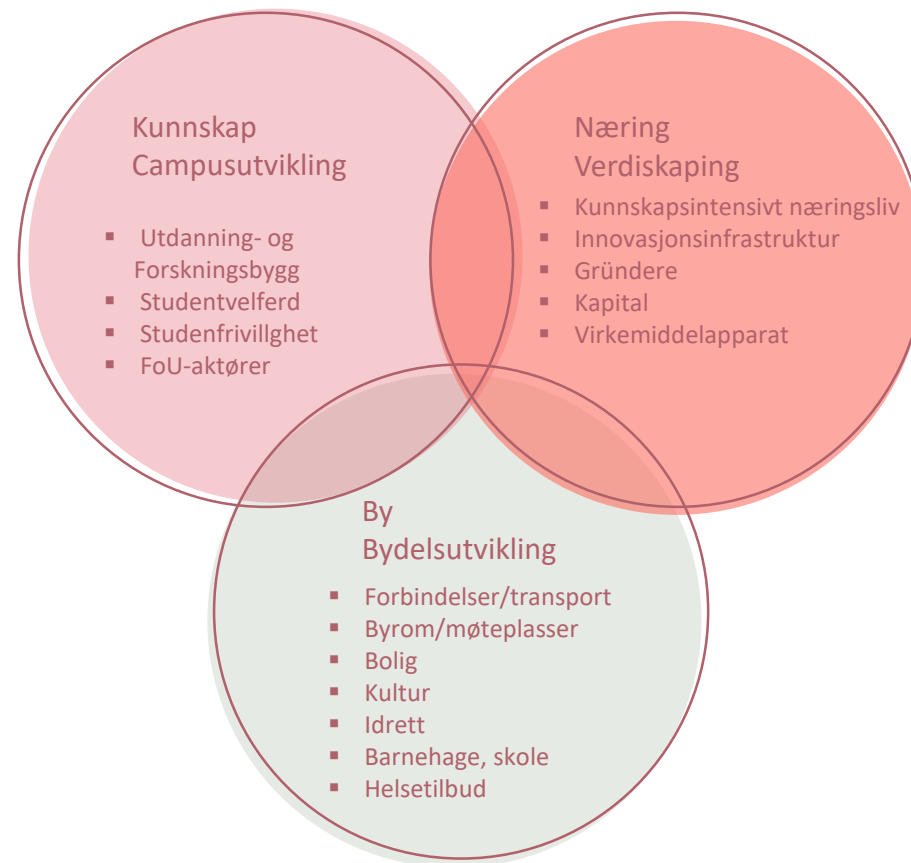 Kunnskap
Campusutvikling
▪ Utdanning- og
Forskningsbygg
▪ Studentvelferd
▪ Studenfrivillghet
▪ FoU-aktører
Næring
Verdiskaping
▪ Kunnskapsintensivt næringsliv
▪ Innovasjonsinfrastruktur
▪ Gründere
▪ Kapital
▪ Virkemiddelapparat
By
Bydelsutvikling
▪ Forbindelser/transport
▪ Byrom/møteplasser
▪ Bolig
▪ Kultur
▪ Idrett
▪ Barnehage, skole
▪ Helsetilbud